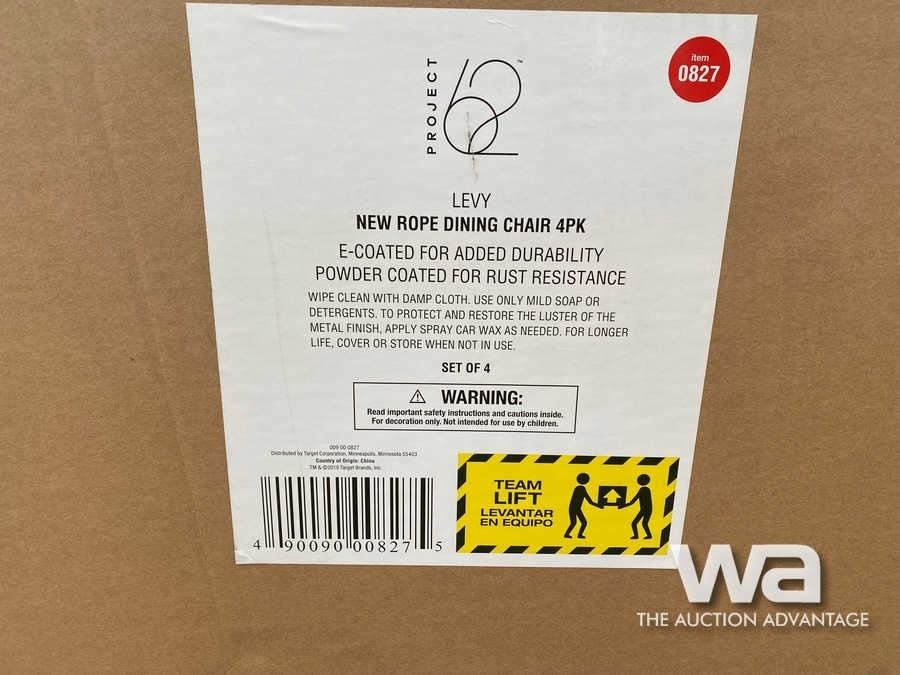 PROJECT
62
™
item
0827
LEVY
NEW ROPE DINING CHAIR 4PK
E-COATED FOR ADDED DURABILITY
POWDER COATED FOR RUST RESISTANCE
WIPE CLEAN WITH DAMP CLOTH. USE ONLY MILD SOAP OR
DETERGENTS. TO PROTECT AND RESTORE THE LUSTER OF THE
METAL FINISH, APPLY SPRAY CAR WAX AS NEEDED. FOR LONGER
LIFE, COVER OR STORE WHEN NOT IN USE.
SET OF 4
WARNING:
Read important safety instructions and cautions inside.
For decoration only. Not intended for use by children.
009 00 0827
Distributed by Target Corporation, Minneapolis, Minnesota 55403
Country of Origin: China
TM & ©2019 Target Brands, Inc.
4 90090 00827 5
TEAM
LIFT
LEVANTAR
EN EQUIPO
wa
THE AUCTION ADVANTAGE